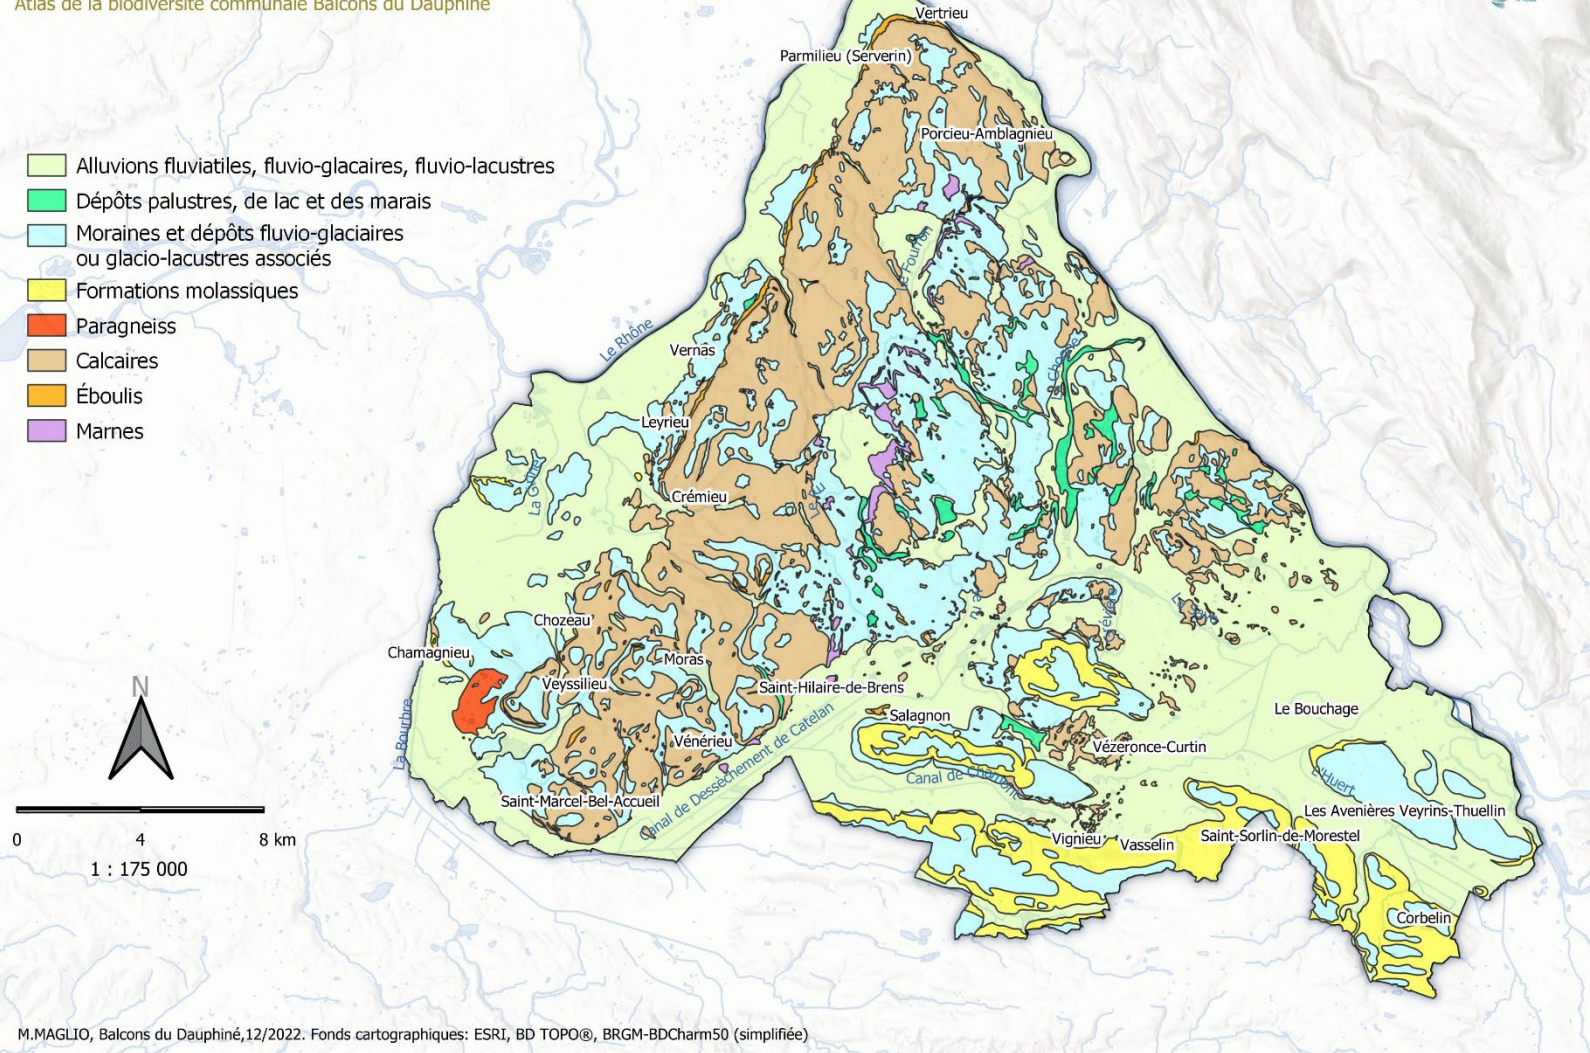 Atlas de la biodiversité communale Balcons du Dauphiné
Vertrieu
Parmilieu (Serverin)
Porcieu-Amblagnieu
Alluvions fluviatiles, fluvio-glacaires, fluvio-lacustres
Dépôts palustres, de lac et des marais
Moraines et dépôts fluvio-glaciaires
ou glacio-lacustres associés
Formations molassiques
Paragneiss
Calcaires
Éboulis
Marnes
Le Fouron
Le Rhône
Vernas
Leyrieu
Crémieu
Le Ru
Chozeau
Chamagnieu
Moras
Veyssilieu
Saint-Hilaire-de-Brens
Salagnon
Le Bouchage
Vénérieu
Vézeronce-Curtin
La Bourbre
Canal de Dessèchement de Catelan
L'Huert
Saint-Marcel-Bel-Accueil
Les Avenières Veyrins-Thuellin
Vignieu
Vasselin
Saint-Sorlin-de-Morestel
Corbelin
N
0 4 8 km
1 : 175 000
M.MAGLIO, Balcons du Dauphiné,12/2022. Fonds cartographiques: ESRI, BD TOPO®, BRGM-BDCharm50 (simplifiée)